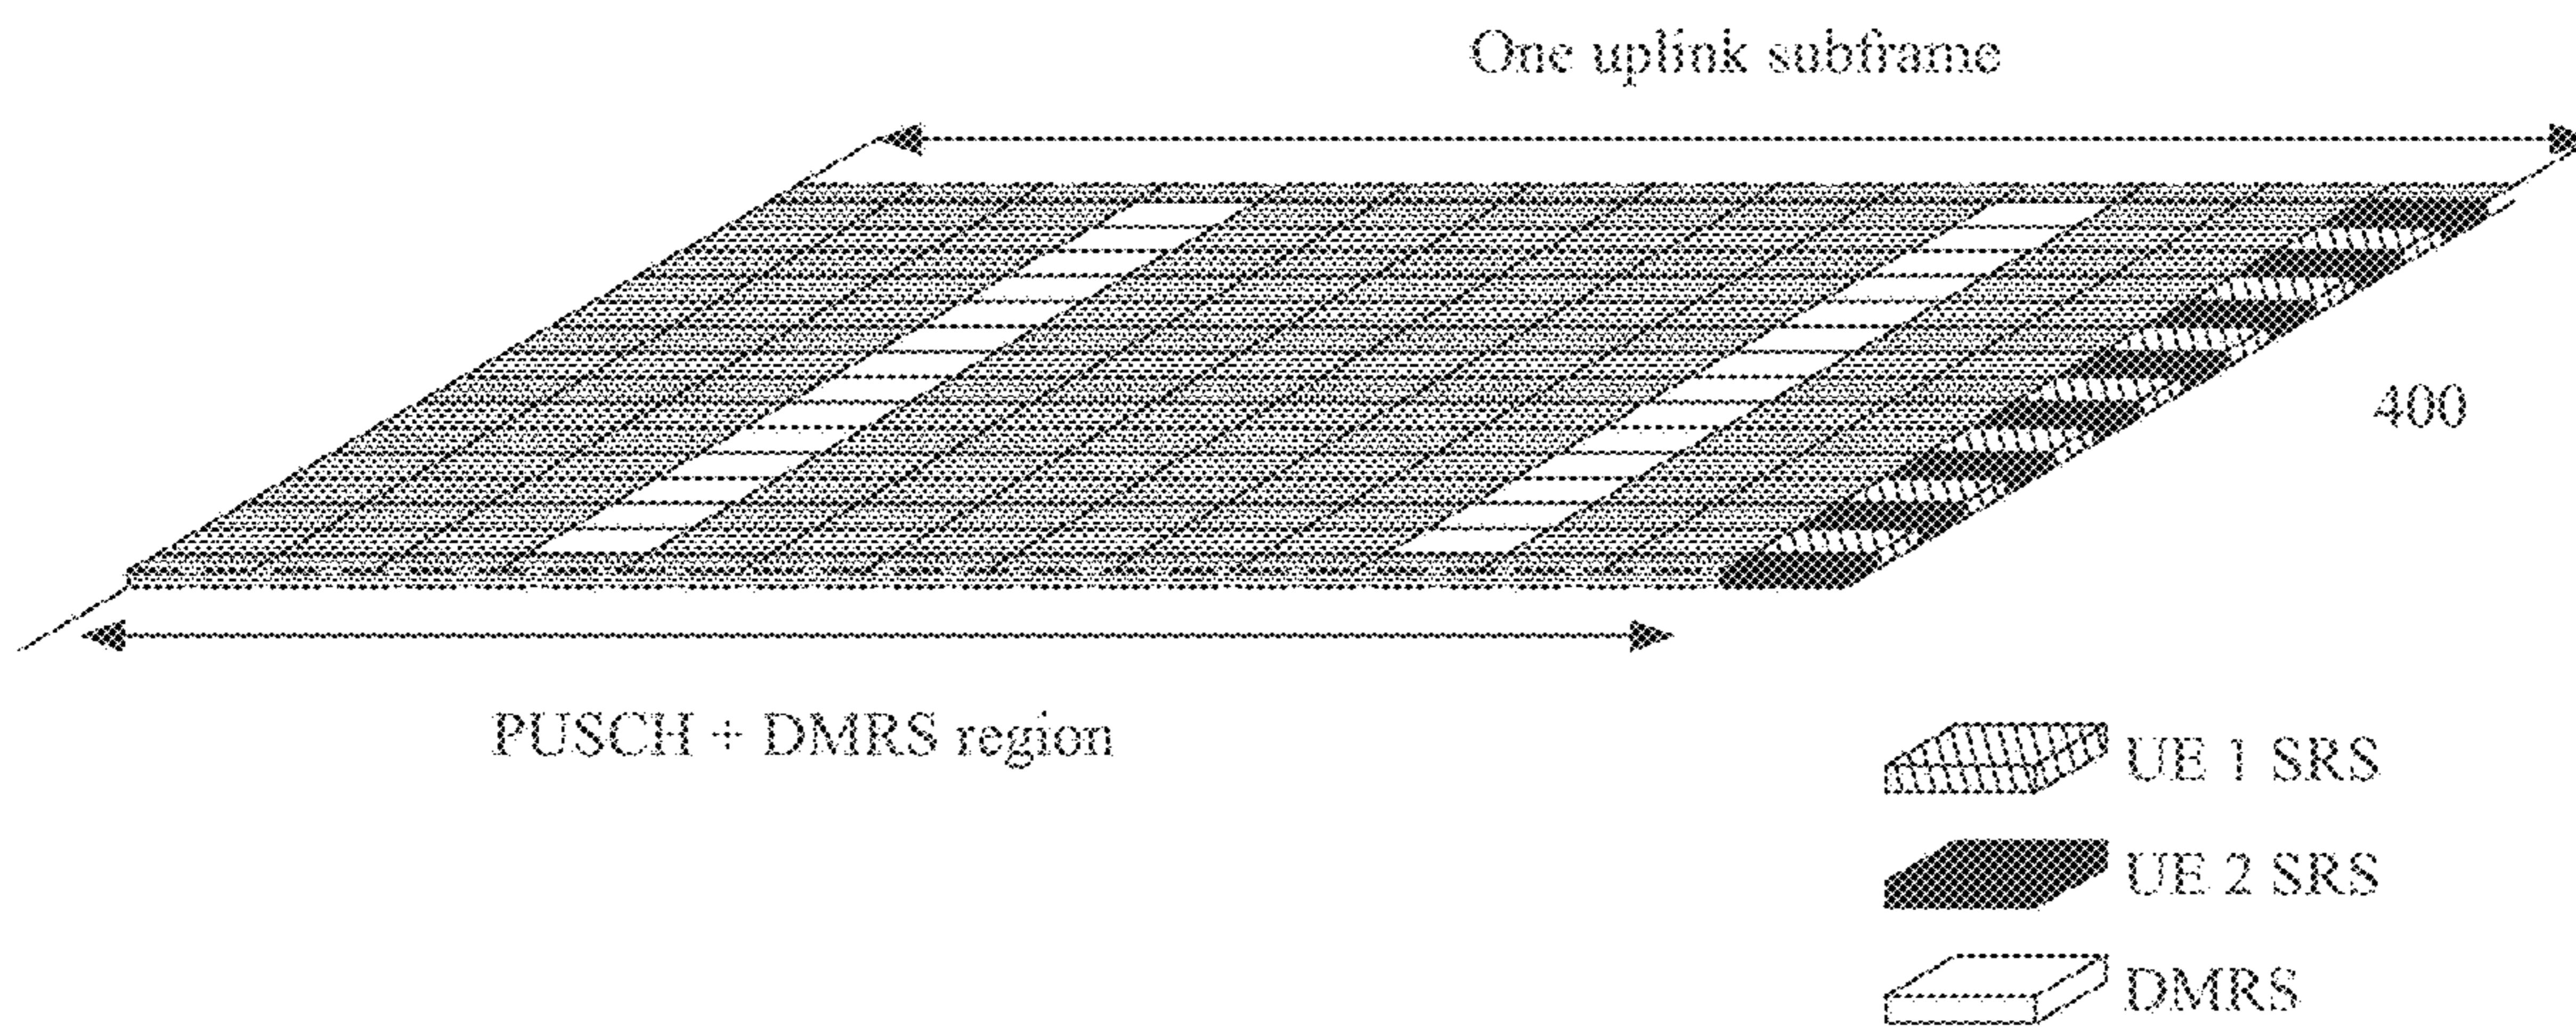 One uplink subframe
400
PUSCH + DMRS region
UE 1 SRS
UE 2 SRS
DMRS